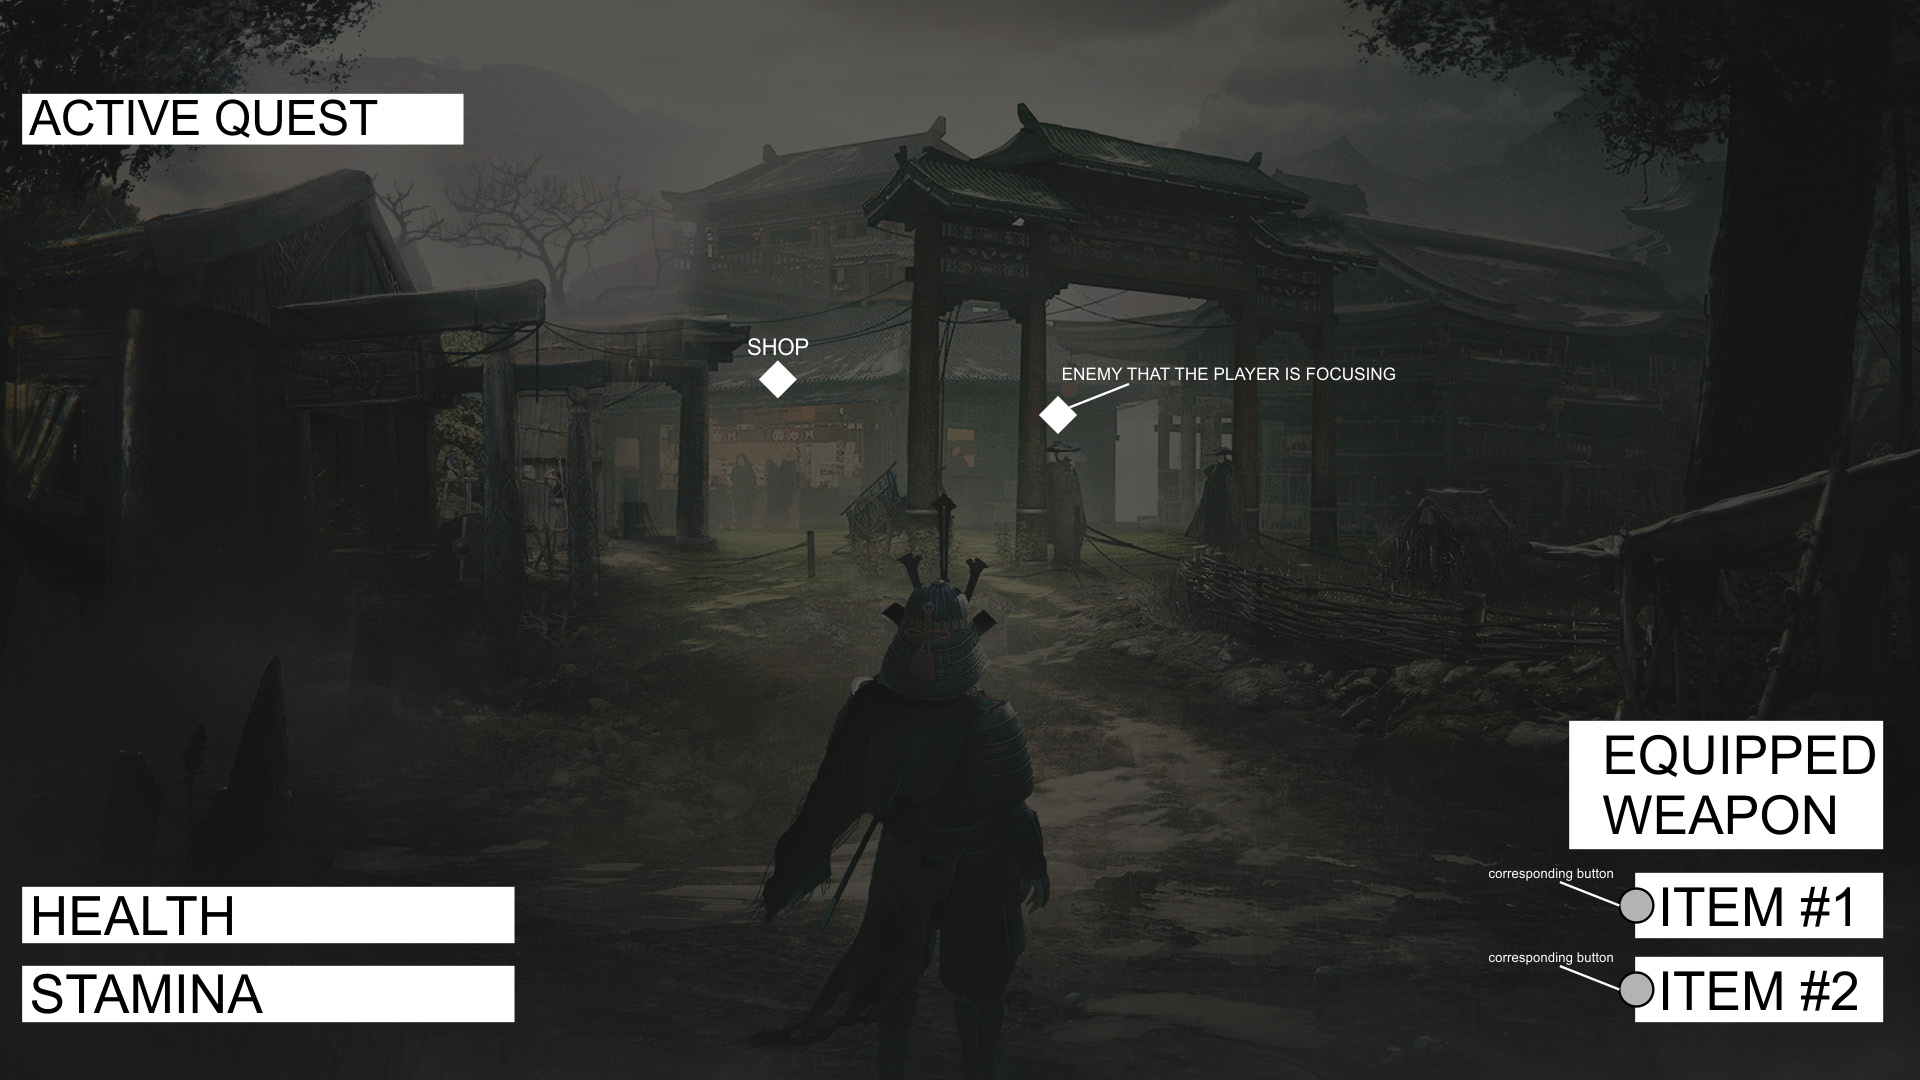 ACTIVE QUEST
SHOP
ENEMY THAT THE PLAYER IS FOCUSING
EQUIPPED
WEAPON
corresponding button
ITEM #1
corresponding button
ITEM #2
HEALTH
STAMINA